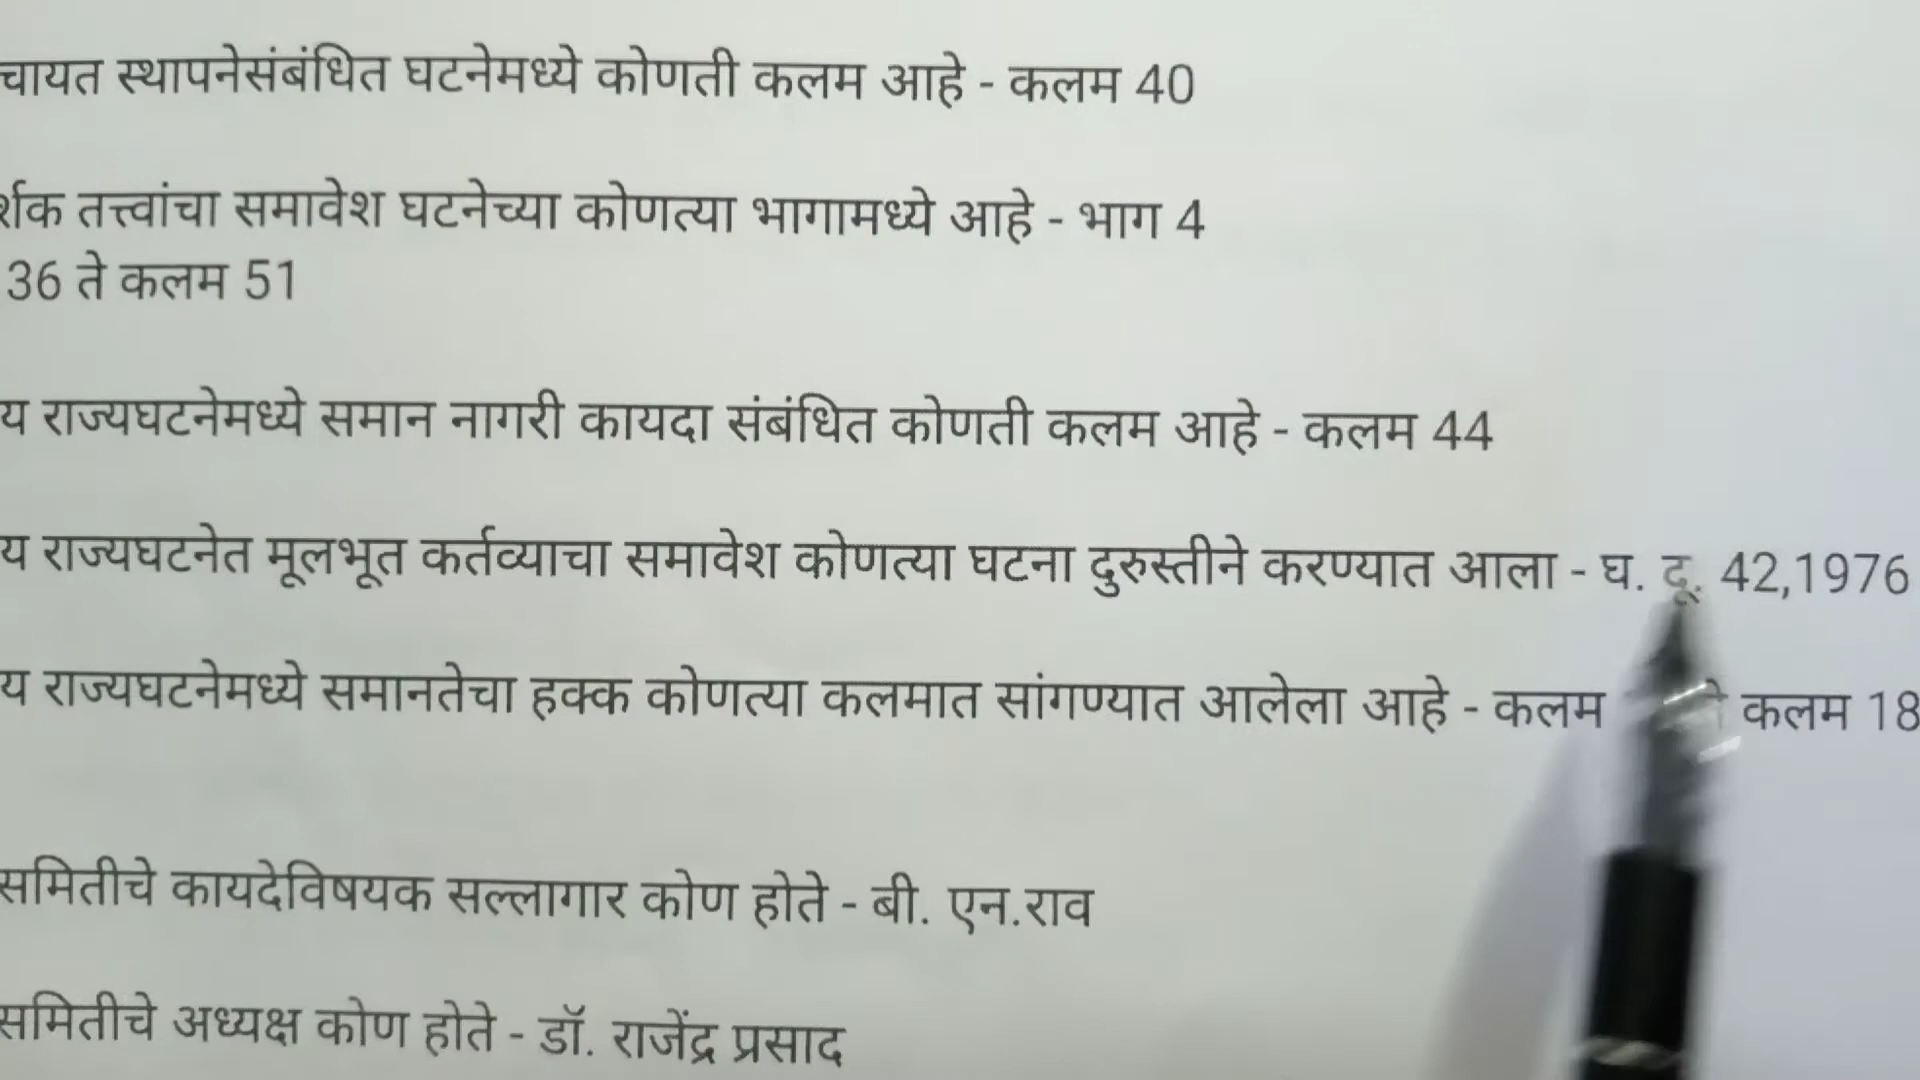 चायत स्थापनेसंबंधित घटनेमध्ये कोणती कलम आहे - कलम 40
र्शक तत्त्वांचा समावेश घटनेच्या कोणत्या भागामध्ये आहे - भाग 4
36 ते कलम 51
य राज्यघटनेमध्ये समान नागरी कायदा संबंधित कोणती कलम आहे - कलम 44
य राज्यघटनेत मूलभूत कर्तव्याचा समावेश कोणत्या घटना दुरुस्तीने करण्यात आला - घ. दू. 42,1976
य राज्यघटनेमध्ये समानतेचा हक्क कोणत्या कलमात सांगण्यात आलेला आहे - कलम कलम 18
समितीचे कायदेविषयक सल्लागार कोण होते - बी. एन.राव
समितीचे अध्यक्ष कोण होते - डॉ. राजेंद्र प्रसाद